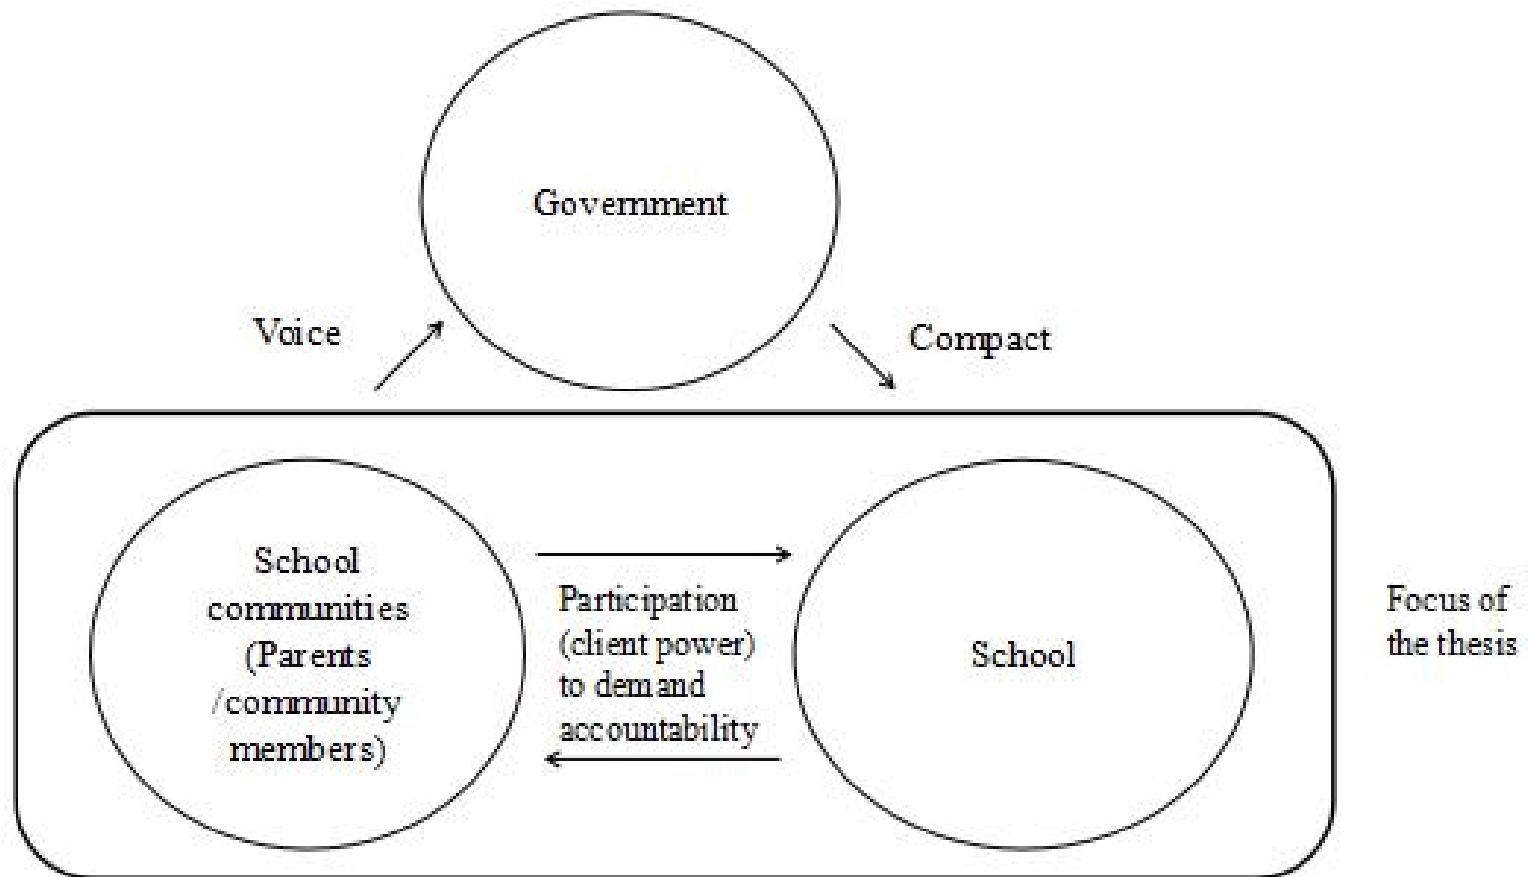 Government
Voice
Compact
School
communities
(Parents
/community
members)
Participation
(client power)
to demand
accountability
School
Focus of
the thesis